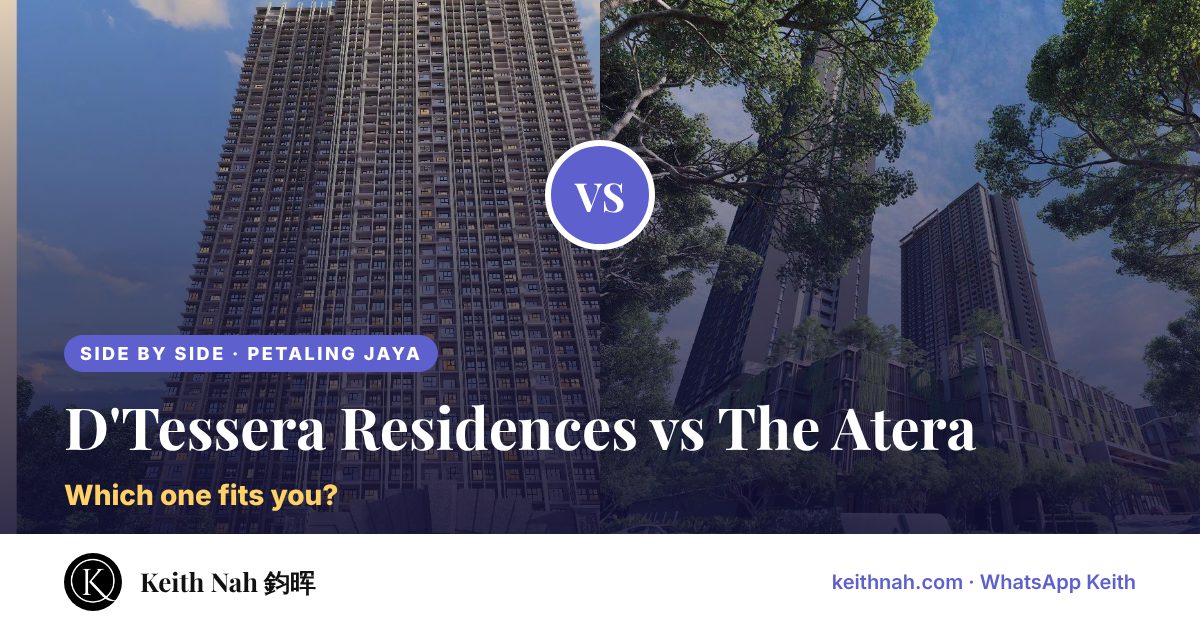 VS
SIDE BY SIDE · PETALING JAYA
D'Tessera Residences vs The Atera
Which one fits you?
K
Keith Nah 鈞晖
keithnah.com · WhatsApp Keith